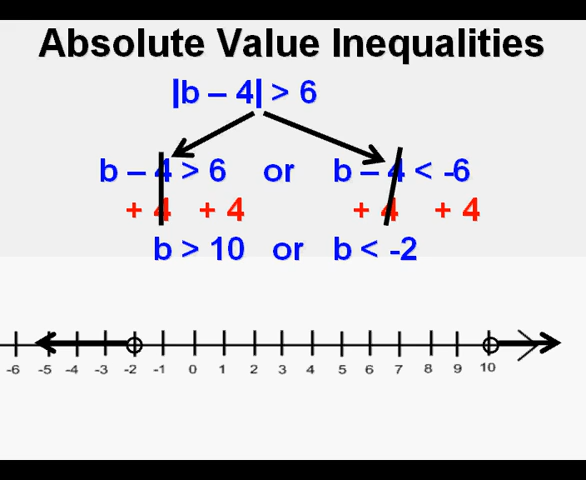 Absolute Value Inequalities
|b – 4| > 6
b – 4 > 6 or b – 4 < -6
+ 4 + 4 + 4 + 4
b > 10 or b < -2
-6 -5 -4 -3 -2 -1 0 1 2 3 4 5 6 7 8 9 10